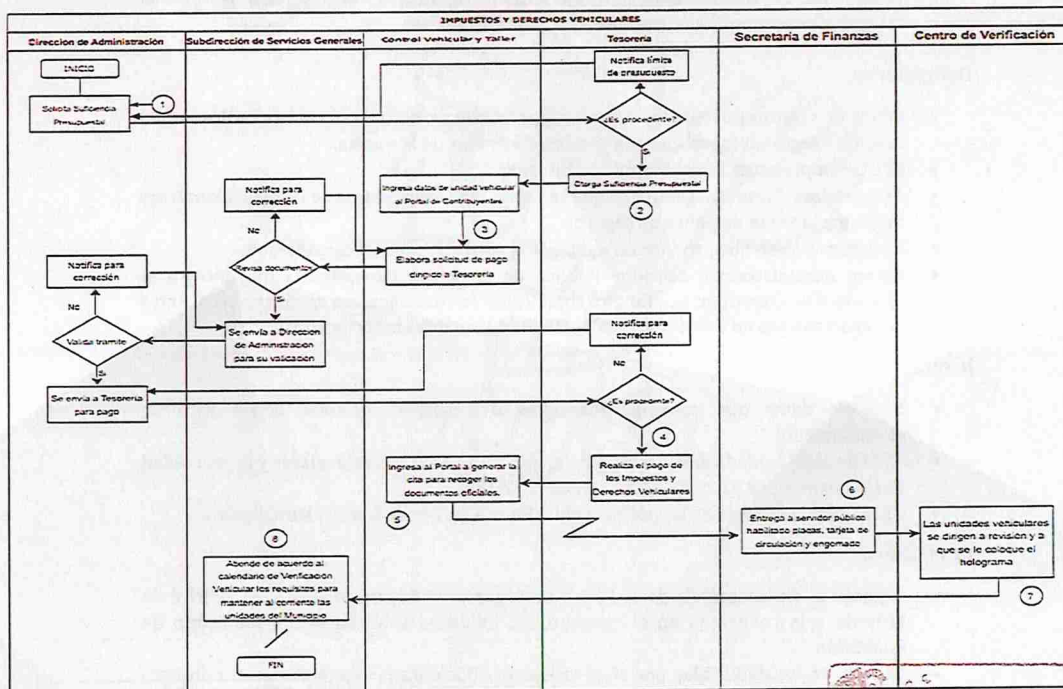 IMPUESTOS Y DERECHOS VEHICULARES
Direccion de Administración
Subdirección de Servicios Generales
Control Vehicular y Taller
Tesorería
Secretaría de Finanzas
Centro de Verificación
INICIO
Solicita Suficiencia
Presupuestal
1
Notifica límite
de presupuesto
¿Es procedente?
Si
Otorga Suficiencia Presupuestal
2
Ingresa datos de unidad vehicular
al Portal de Contribuyentes.
3
Elabora solicitud de pago
dirigido a Tesorería
Notifica para
corrección
No
Revisa documentos
Si
Se envía a Dirección
de Administración
para su validación
Notifica para
corrección
No
Valida tramite
Si
Se envía a Tesorería
para pago
Notifica para
corrección
No
¿Es procedente?
4
Realiza el pago de
los Impuestos y
Derechos Vehiculares
Ingresa al Portal a generar la
cita para recoger los
documentos oficiales.
5
6
Entrega a servidor público
habilitado placas, tarjeta de
circulación y engomado
Las unidades vehiculares
se dirigen a revisión y a
que se le coloque el
holograma
7
8
Atiende de acuerdo al
calendario de Verificación
Vehicular los requisitos para
mantener al corriente las
unidades del Municipio
FIN